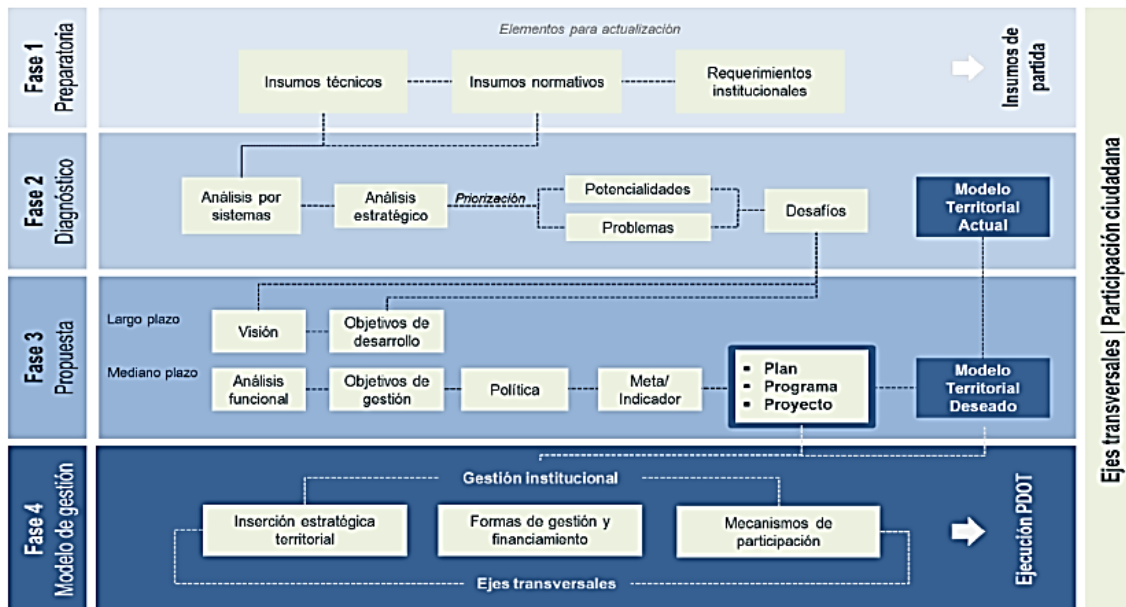 Fase 1
Preparatoria
Elementos para actualización
Insumos técnicos
Insumos normativos
Requerimientos
institucionales
Insumos de
partida
Fase 2
Diagnóstico
Análisis por
sistemas
Análisis
estratégico
Priorización
Potencialidades
Problemas
Desafíos
Modelo
Territorial
Actual
Fase 3
Propuesta
Largo plazo
Visión
Objetivos de
desarrollo
Mediano plazo
Análisis
funcional
Objetivos de
gestión
Política
Meta/
Indicador
▪ Plan
▪ Programa
▪ Proyecto
Modelo
Territorial
Deseado
Fase 4
Modelo de gestión
Gestión institucional
Inserción estratégica
territorial
Formas de gestión y
financiamiento
Mecanismos de
participación
Ejes transversales
Ejecución PDOT
Ejes transversales | Participación ciudadana